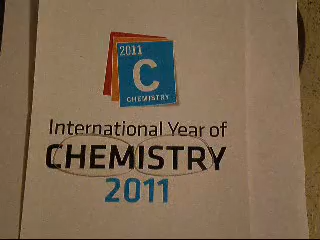 2011
C
CHEMISTRY
International Year of
CHEMISTRY
2011